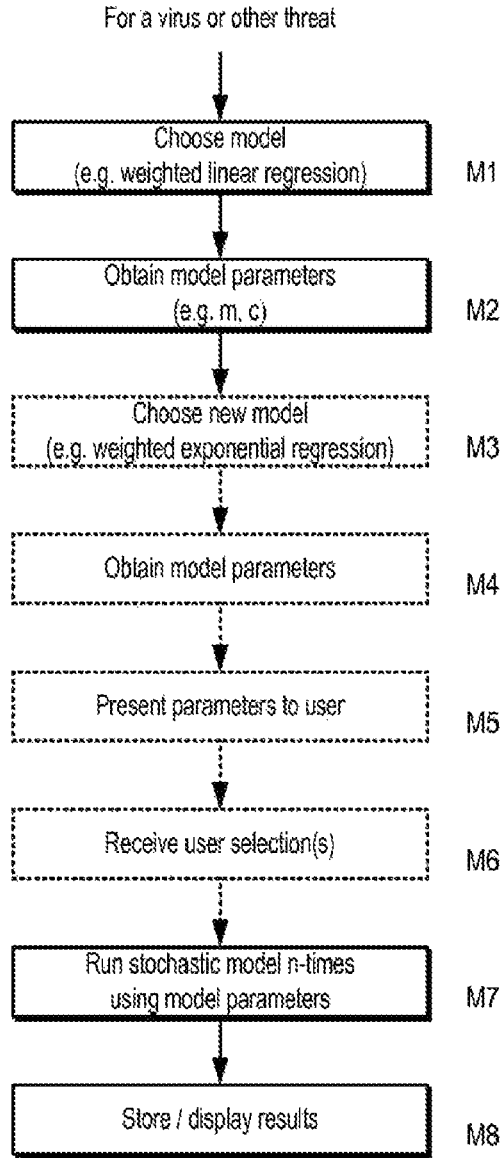 For a virus or other threat
Choose model
(e.g. weighted linear regression)
M1
Obtain model parameters
(e.g. m, c)
M2
Choose new model
(e.g. weighted exponential regression)
M3
Obtain model parameters
M4
Present parameters to user
M5
Receive user selection(s)
M6
Run stochastic model n-times
using model parameters
M7
Store / display results
M8